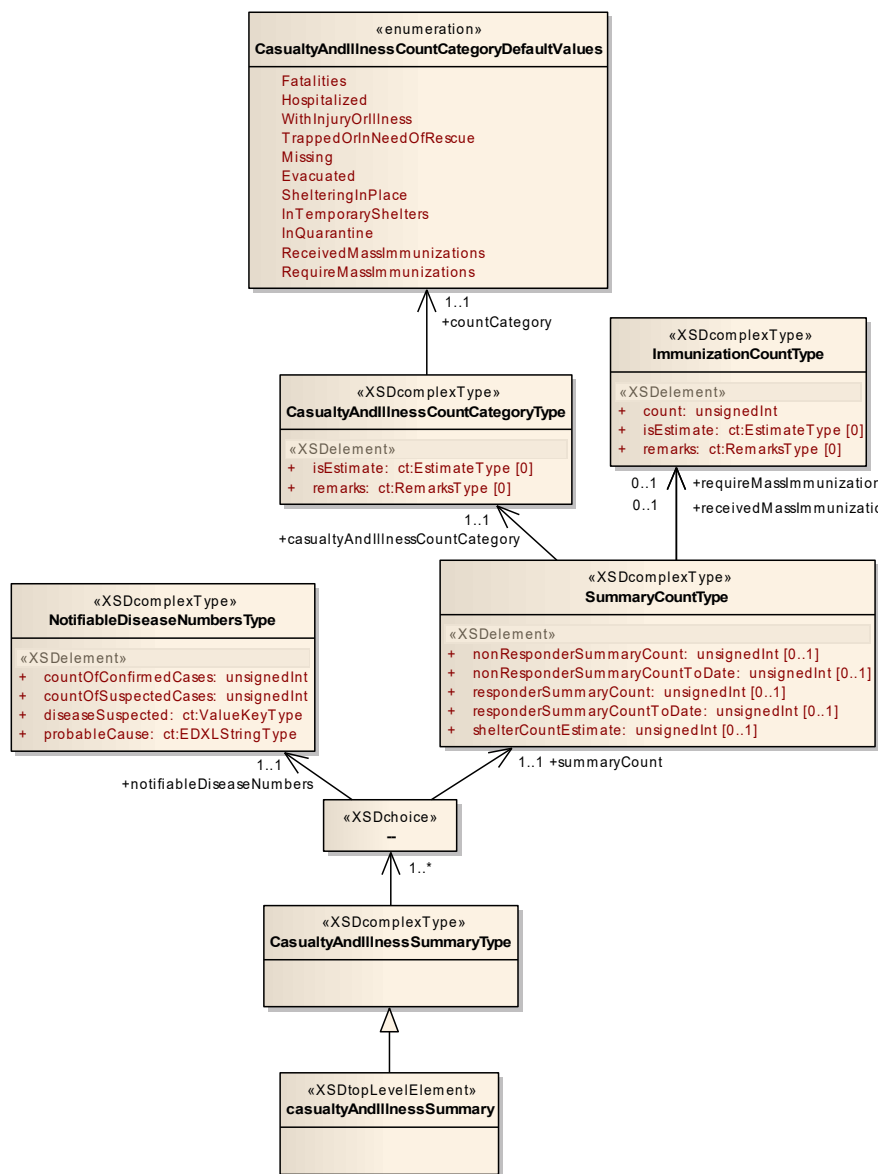 «enumeration»
CasualtyAndIllnessCountCategoryDefaultValues
Fatalities
Hospitalized
WithInjuryOrIllness
TrappedOrInNeedOfRescue
Missing
Evacuated
ShelteringInPlace
InTemporaryShelters
InQuarantine
ReceivedMassImmunizations
RequireMassImmunizations
1..1
+countCategory
«XSDcomplexType»
ImmunizationCountType
«XSDelement»
+ count: unsignedInt
+ isEstimate: ct:EstimateType [0]
+ remarks: ct:RemarksType [0]
«XSDcomplexType»
CasualtyAndIllnessCountCategoryType
«XSDelement»
+ isEstimate: ct:EstimateType [0]
+ remarks: ct:RemarksType [0]
0..1 +requireMassImmunization
0..1 +receivedMassImmunizati
1..1
+casualtyAndIllnessCountCategory
«XSDcomplexType»
SummaryCountType
«XSDelement»
+ nonResponderSummaryCount: unsignedInt [0..1]
+ nonResponderSummaryCountToDate: unsignedInt [0..1]
+ responderSummaryCount: unsignedInt [0..1]
+ responderSummaryCountToDate: unsignedInt [0..1]
+ shelterCountEstimate: unsignedInt [0..1]
«XSDcomplexType»
NotifiableDiseaseNumbersType
«XSDelement»
+ countOfConfirmedCases: unsignedInt
+ countOfSuspectedCases: unsignedInt
+ diseaseSuspected: ct:ValueKeyType
+ probableCause: ct:EDXLStringType
1..1
+notifiableDiseaseNumbers
1..1 +summaryCount
«XSDchoice»
--
1..*
«XSDcomplexType»
CasualtyAndIllnessSummaryType
«XSDtopLevelElement»
casualtyAndIllnessSummary